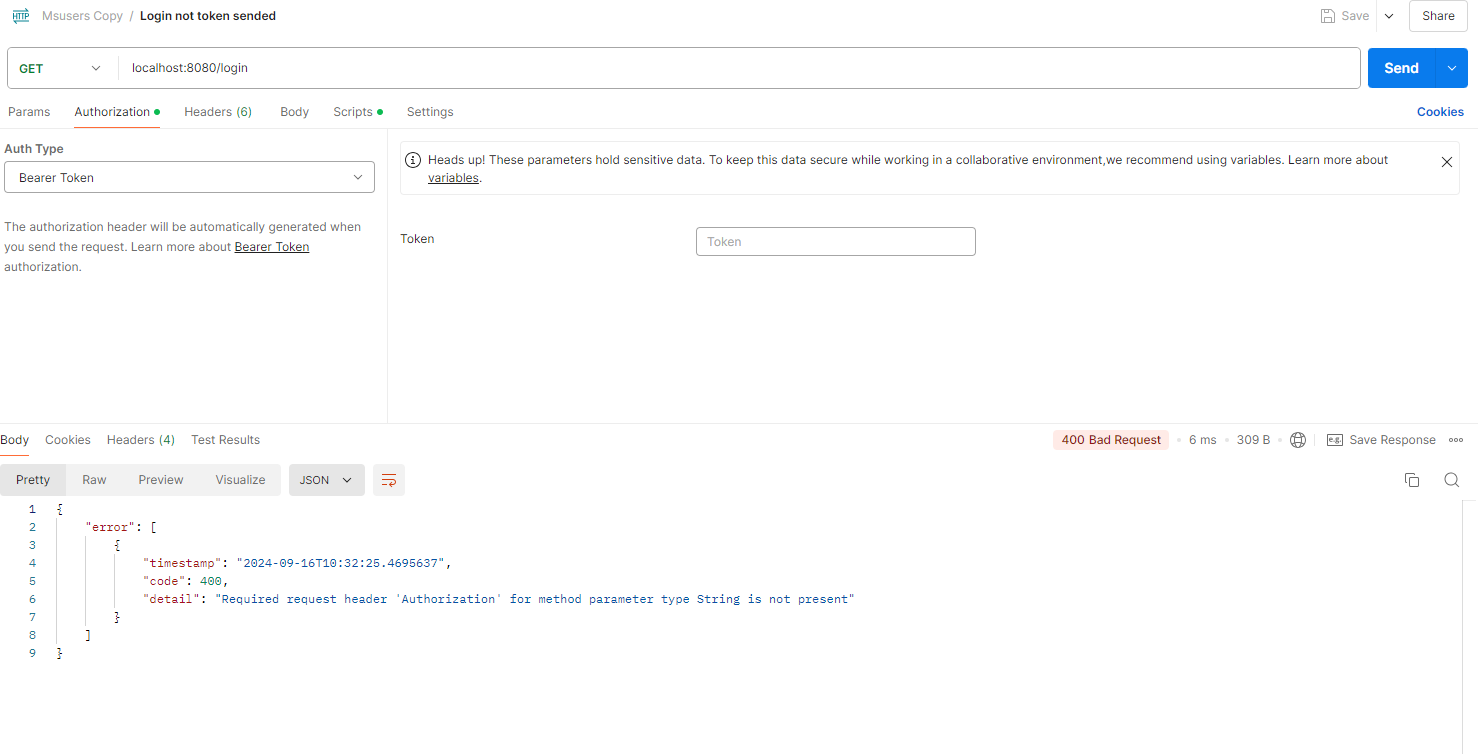 HTTP Msusers Copy / Login not token sended Save Share
GET localhost:8080/login Send
Params Authorization Headers (6) Body Scripts Settings Cookies
Auth Type
Bearer Token
The authorization header will be automatically generated when
you send the request. Learn more about Bearer Token
authorization.
Heads up! These parameters hold sensitive data. To keep this data secure while working in a collaborative environment,we recommend using variables. Learn more about
variables.
Token Token
Body Cookies Headers (4) Test Results 400 Bad Request 6 ms 309 B e.g. Save Response
Pretty Raw Preview Visualize JSON
1 {
2 "error": [
3 {
4 "timestamp": "2024-09-16T10:32:25.4695637",
5 "code": 400,
6 "detail": "Required request header 'Authorization' for method parameter type String is not present"
7 }
8 ]
9 }